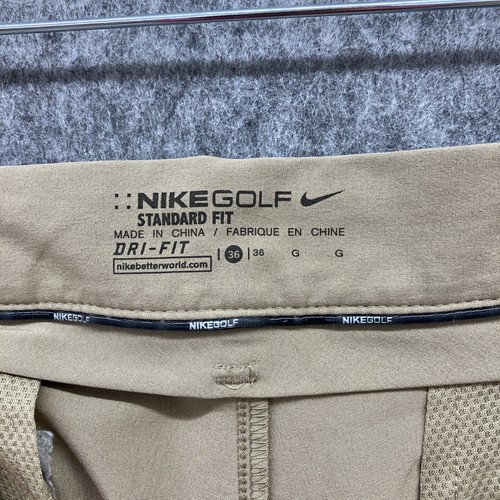 NIKEGOLF
STANDARD FIT
MADE IN CHINA / FABRIQUE EN CHINE
DRI-FIT | 36 | 36 G G
nikebetterworld.com
NIKEGOLF NIKEGOLF NIKEGOLF